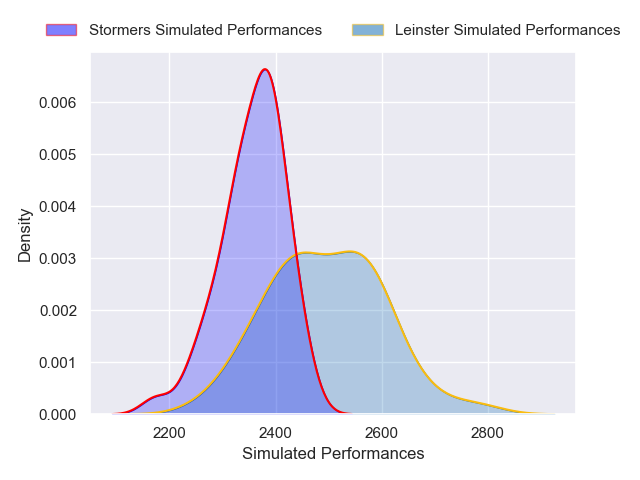 Stormers Simulated Performances Leinster Simulated Performances
0.006
0.005
0.004
0.003
0.002
0.001
0.000
Density
2200 2400 2600 2800
Simulated Performances